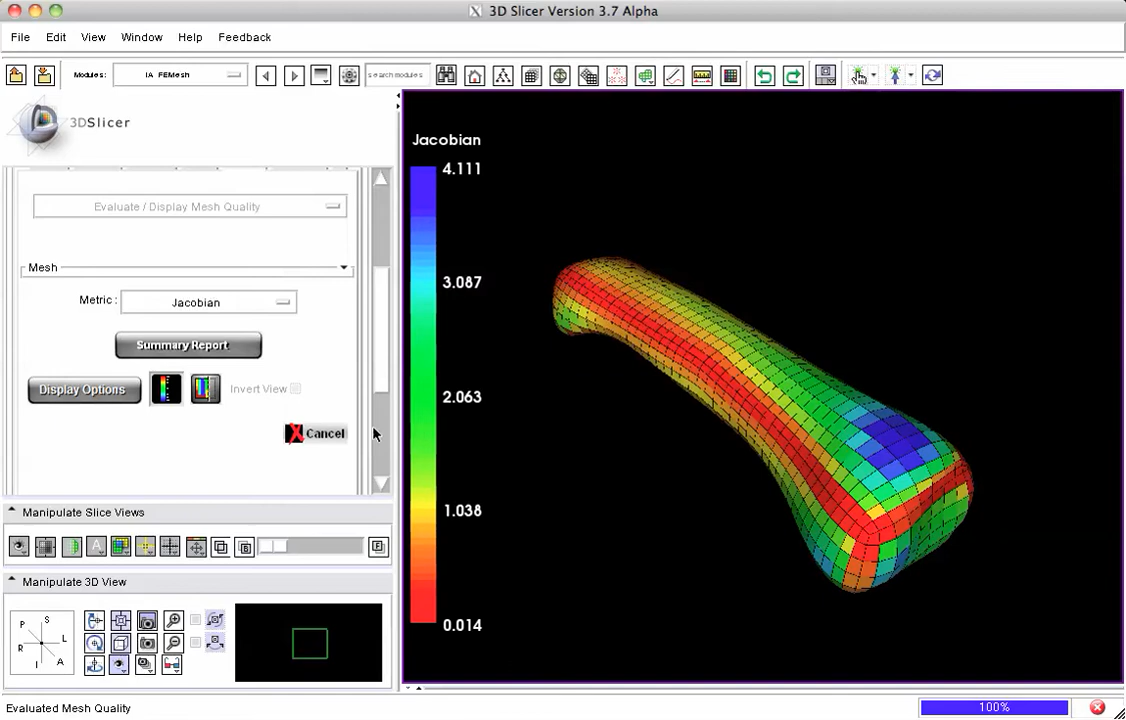 3D Slicer Version 3.7 Alpha
File Edit View Window Help Feedback
Modules: IA FEMesh search modules
3DSlicer
Evaluate / Display Mesh Quality
Mesh
Metric : Jacobian
Summary Report
Display Options Invert View
Cancel
Manipulate Slice Views
Manipulate 3D View
P S
R L
I A
Jacobian
4.111
3.087
2.063
1.038
0.014
Evaluated Mesh Quality
100%